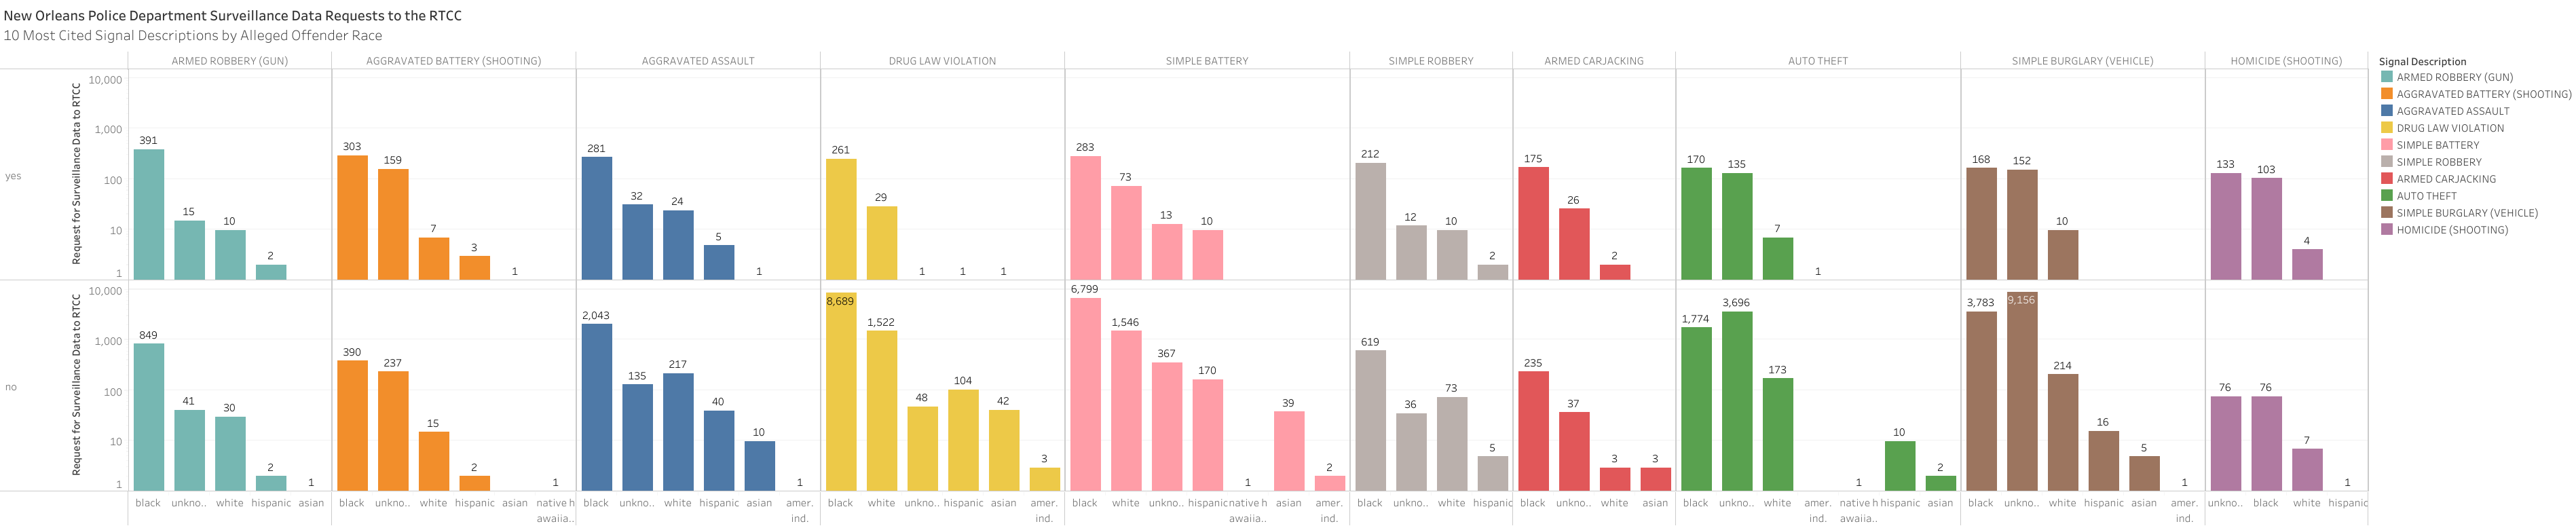 New Orleans Police Department Surveillance Data Requests to the RTCC
10 Most Cited Signal Descriptions by Alleged Offender Race
ARMED ROBBERY (GUN) AGGRAVATED BATTERY (SHOOTING) AGGRAVATED ASSAULT DRUG LAW VIOLATION SIMPLE BATTERY SIMPLE ROBBERY ARMED CARJACKING AUTO THEFT SIMPLE BURGLARY (VEHICLE) HOMICIDE (SHOOTING)
yes
Request for Surveillance Data to RTCC
10,000
1,000
100
10
1
391 15 10 2
303 159 7 3 1
281 32 24 5 1
261 29 1 1 1
283 73 13 10
212 12 10 2
175 26 2
170 135 7 1
168 152 10
133 103 4
no
Request for Surveillance Data to RTCC
10,000
1,000
100
10
1
849 41 30 2 1
390 237 15 2 1
2,043 135 217 40 10 1
8,689 1,522 48 104 42 3
6,799 1,546 367 170 1 39 2
619 36 73 5
235 37 3 3
1,774 3,696 173 1 10 2
3,783 9,156 214 16 5 1
76 76 7 1
black unkno.. white hispanic asian
black unkno.. white hispanic asian native h
awaiia..
black unkno.. white hispanic asian amer.
ind.
black white unkno.. hispanic asian amer.
ind.
black white unkno.. hispanic native h asian amer.
awaiia.. ind.
black unkno.. white hispanic
black unkno.. white asian
black unkno.. white amer. native h hispanic asian
ind. awaiia..
black unkno.. white hispanic asian amer.
ind.
unkno.. black white hispanic
Signal Description
ARMED ROBBERY (GUN)
AGGRAVATED BATTERY (SHOOTING)
AGGRAVATED ASSAULT
DRUG LAW VIOLATION
SIMPLE BATTERY
SIMPLE ROBBERY
ARMED CARJACKING
AUTO THEFT
SIMPLE BURGLARY (VEHICLE)
HOMICIDE (SHOOTING)